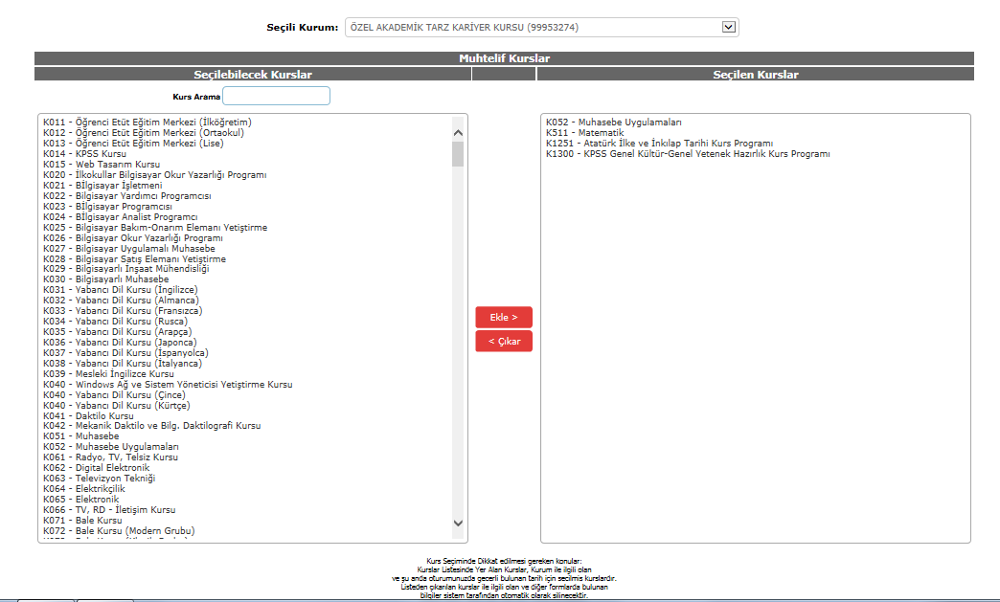 Seçili Kurum: ÖZEL AKADEMİK TARZ KARİYER KURSU (99953274)
Muhtelif Kurslar
Seçilebilecek Kurslar
Seçilen Kurslar
Kurs Arama
K011 - Öğrenci Etüt Eğitim Merkezi (İlköğretim)
K012 - Öğrenci Etüt Eğitim Merkezi (Ortaokul)
K013 - Öğrenci Etüt Eğitim Merkezi (Lise)
K014 - KPSS Kursu
K015 - Web Tasarım Kursu
K020 - İlkokullar Bilgisayar Okur Yazarlığı Programı
K021 - Bİlgisayar İşletmeni
K022 - Bilgisayar Yardımcı Programcısı
K023 - Bİlgisayar Programcısı
K024 - Bİlgisayar Analist Programcı
K025 - Bilgisayar Bakım-Onarım Elemanı Yetiştirme
K026 - Bilgisayar Okur Yazarlığı Programı
K027 - Bilgisayar Uygulamalı Muhasebe
K028 - Bilgisayar Satış Elemanı Yetiştirme
K029 - Bilgisayarlı İnşaat Mühendisliği
K030 - Bilgisayarlı Muhasebe
K031 - Yabancı Dil Kursu (İngilizce)
K032 - Yabancı Dil Kursu (Almanca)
K033 - Yabancı Dil Kursu (Fransızca)
K034 - Yabancı Dil Kursu (Rusca)
K035 - Yabancı Dil Kursu (Arapça)
K036 - Yabancı Dil Kursu (Japonca)
K037 - Yabancı Dil Kursu (İspanyolca)
K038 - Yabancı Dil Kursu (İtalyanca)
K039 - Mesleki İngilizce Kursu
K040 - Windows Ağ ve Sistem Yöneticisi Yetiştirme Kursu
K040 - Yabancı Dil Kursu (Çince)
K040 - Yabancı Dil Kursu (Kürtçe)
K041 - Daktilo Kursu
K042 - Mekanik Daktilo ve Bilg. Daktilografi Kursu
K051 - Muhasebe
K052 - Muhasebe Uygulamaları
K061 - Radyo, TV, Telsiz Kursu
K062 - Digital Elektronik
K063 - Televizyon Tekniği
K064 - Elektrikçilik
K065 - Elektronik
K066 - TV, RD - İletişim Kursu
K071 - Bale Kursu
K072 - Bale Kursu (Modern Grubu)
Ekle >
< Çıkar
K052 - Muhasebe Uygulamaları
K511 - Matematik
K1251 - Atatürk İlke ve İnkılap Tarihi Kurs Programı
K1300 - KPSS Genel Kültür-Genel Yetenek Hazırlık Kurs Programı
Kurs Seçiminde Dikkat edilmesi gereken konular:
Kurslar Listesinde Yer Alan Kurslar, Kurum ile ilgili olan
ve şu anda oturumunuzda gecerli bulunan tarih için secilmis kurslardır.
Listeden çıkarılan kurslar ile ilgili olan ve diğer formlarda bulunan
bilgiler sistem tarafından otomatik olarak silinecektir.